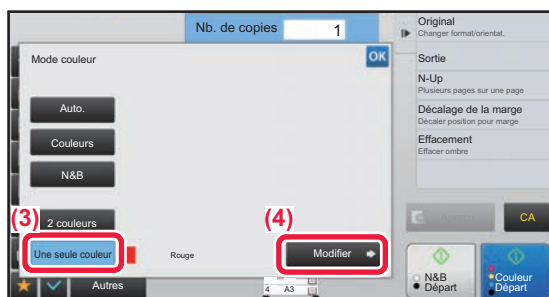 Nb. de copies 1
Original
Changer format/orientat.
Mode couleur
OK
Sortie
N-Up
Plusieurs pages sur une page
Auto.
Décalage de la marge
Décaler position pour marge
Couleurs
Effacement
Effacer ombre
N&B
(3)
(4)
2 couleurs
CA
Une seule couleur
Rouge
Modifier
N&B
Départ
Couleur
Départ
Autres
4 A3